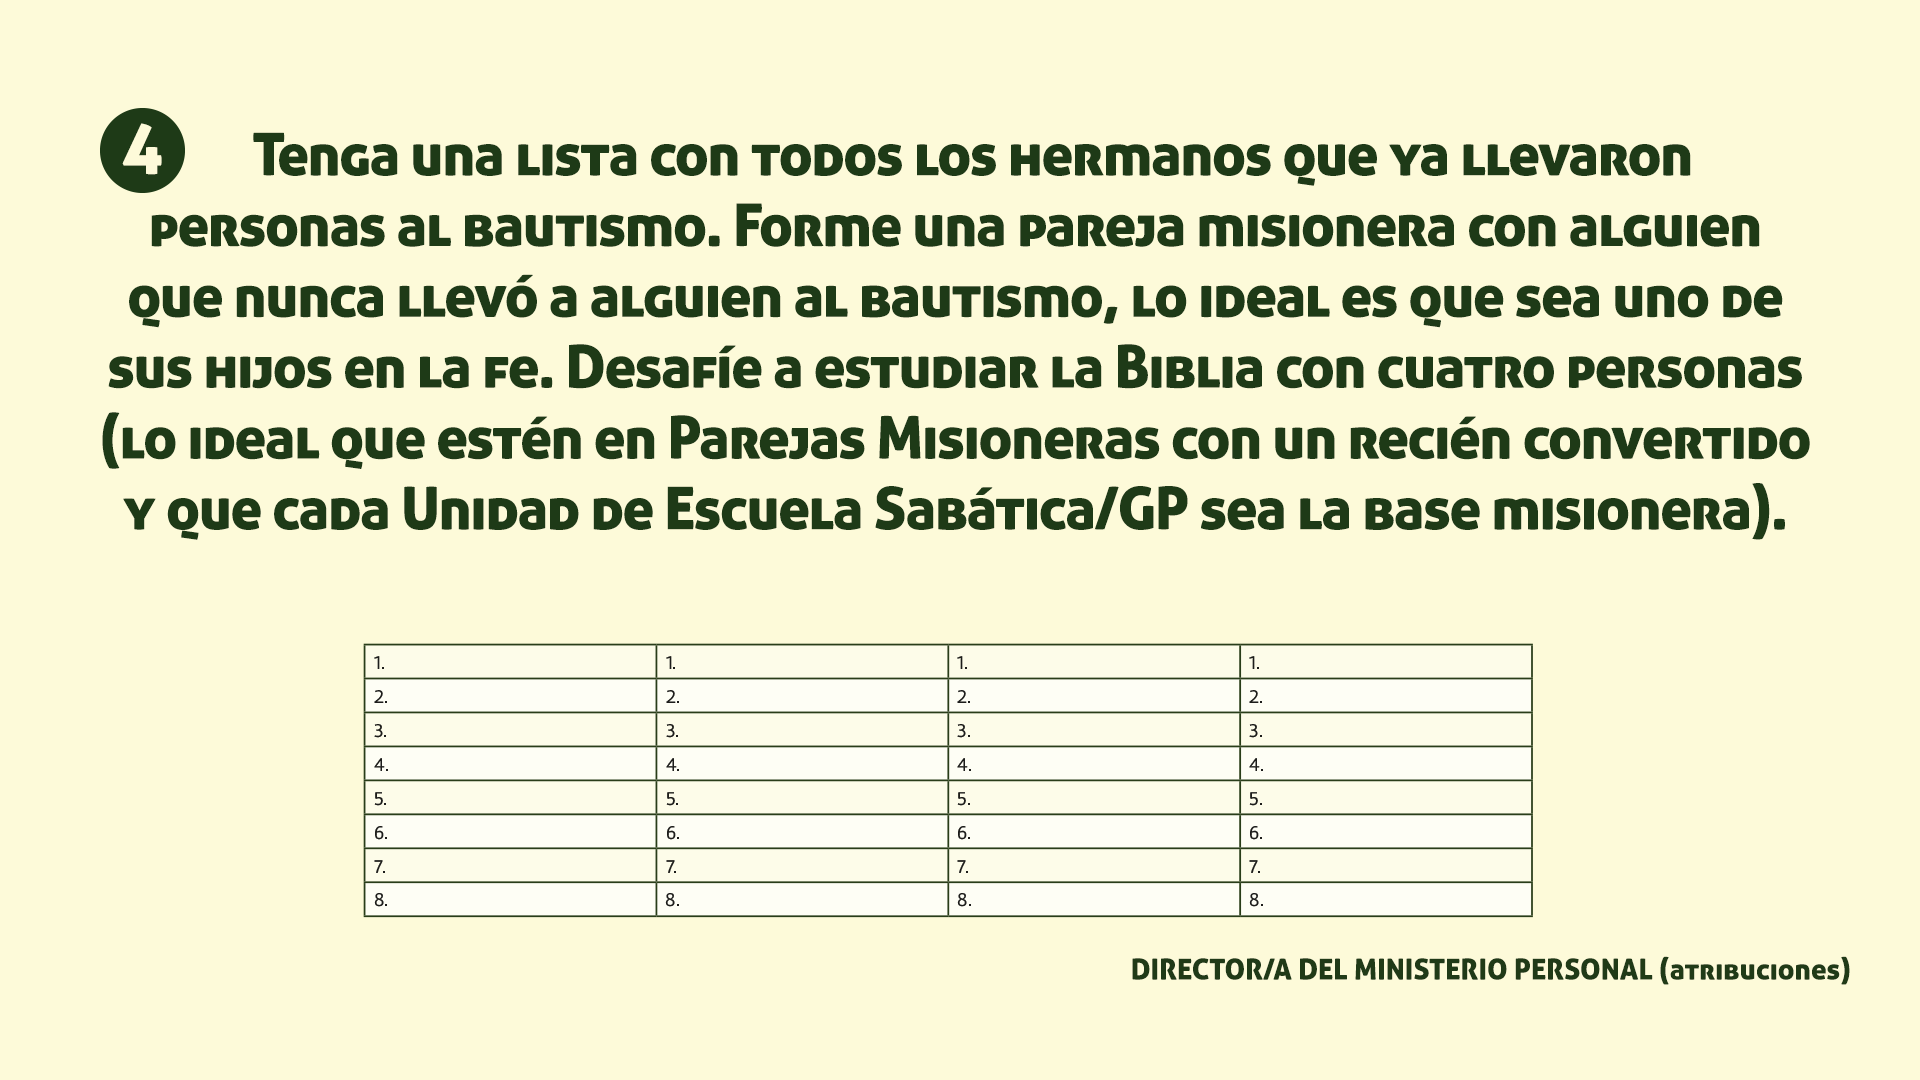 4 Tenga una lista con todos los hermanos que ya llevaron
personas al bautismo. Forme una pareja misionera con alguien
que nunca llevó a alguien al bautismo, lo ideal es que sea uno de
sus hijos en la fe. Desafíe a estudiar la Biblia con cuatro personas
(lo ideal que estén en Parejas Misioneras con un recién convertido
y que cada Unidad de Escuela Sabática/GP sea la base misionera).
1. 1. 1. 1.
2. 2. 2. 2.
3. 3. 3. 3.
4. 4. 4. 4.
5. 5. 5. 5.
6. 6. 6. 6.
7. 7. 7. 7.
8. 8. 8. 8.
DIRECTOR/A DEL MINISTERIO PERSONAL (atribuciones)